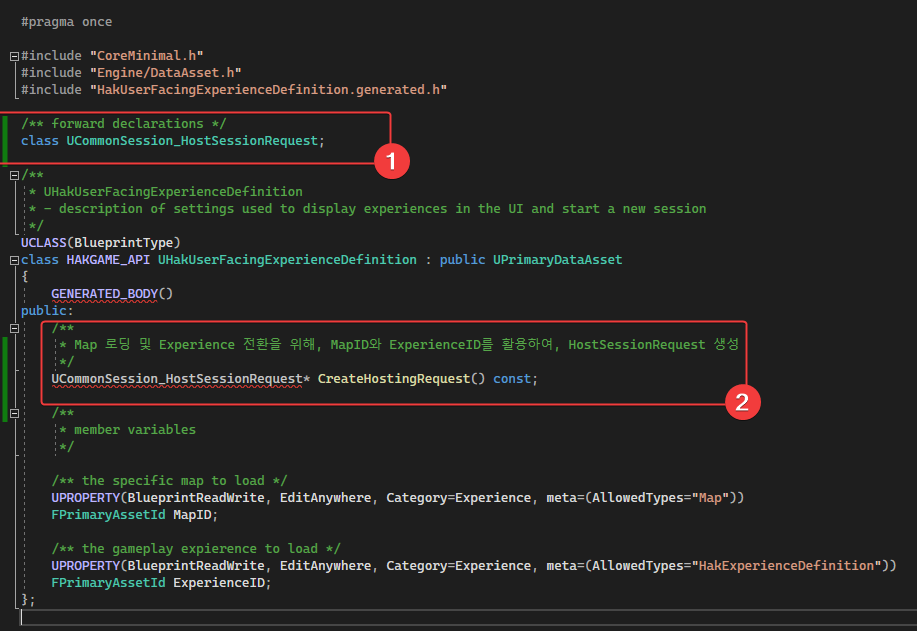 #pragma once
#include "CoreMinimal.h"
#include "Engine/DataAsset.h"
#include "HakUserFacingExperienceDefinition.generated.h"
/** forward declarations */
class UCommonSession_HostSessionRequest;
1
/**
* UHakUserFacingExperienceDefinition
* - description of settings used to display experiences in the UI and start a new session
*/
UCLASS(BlueprintType)
class HAKGAME_API UHakUserFacingExperienceDefinition : public UPrimaryDataAsset
{
GENERATED_BODY()
public:
/**
* Map 로딩 및 Experience 전환을 위해, MapID와 ExperienceID를 활용하여, HostSessionRequest 생성
*/
UCommonSession_HostSessionRequest* CreateHostingRequest() const;
2
/**
* member variables
*/
/** the specific map to load */
UPROPERTY(BlueprintReadWrite, EditAnywhere, Category=Experience, meta=(AllowedTypes="Map"))
FPrimaryAssetId MapID;
/** the gameplay expierence to load */
UPROPERTY(BlueprintReadWrite, EditAnywhere, Category=Experience, meta=(AllowedTypes="HakExperienceDefinition"))
FPrimaryAssetId ExperienceID;
};